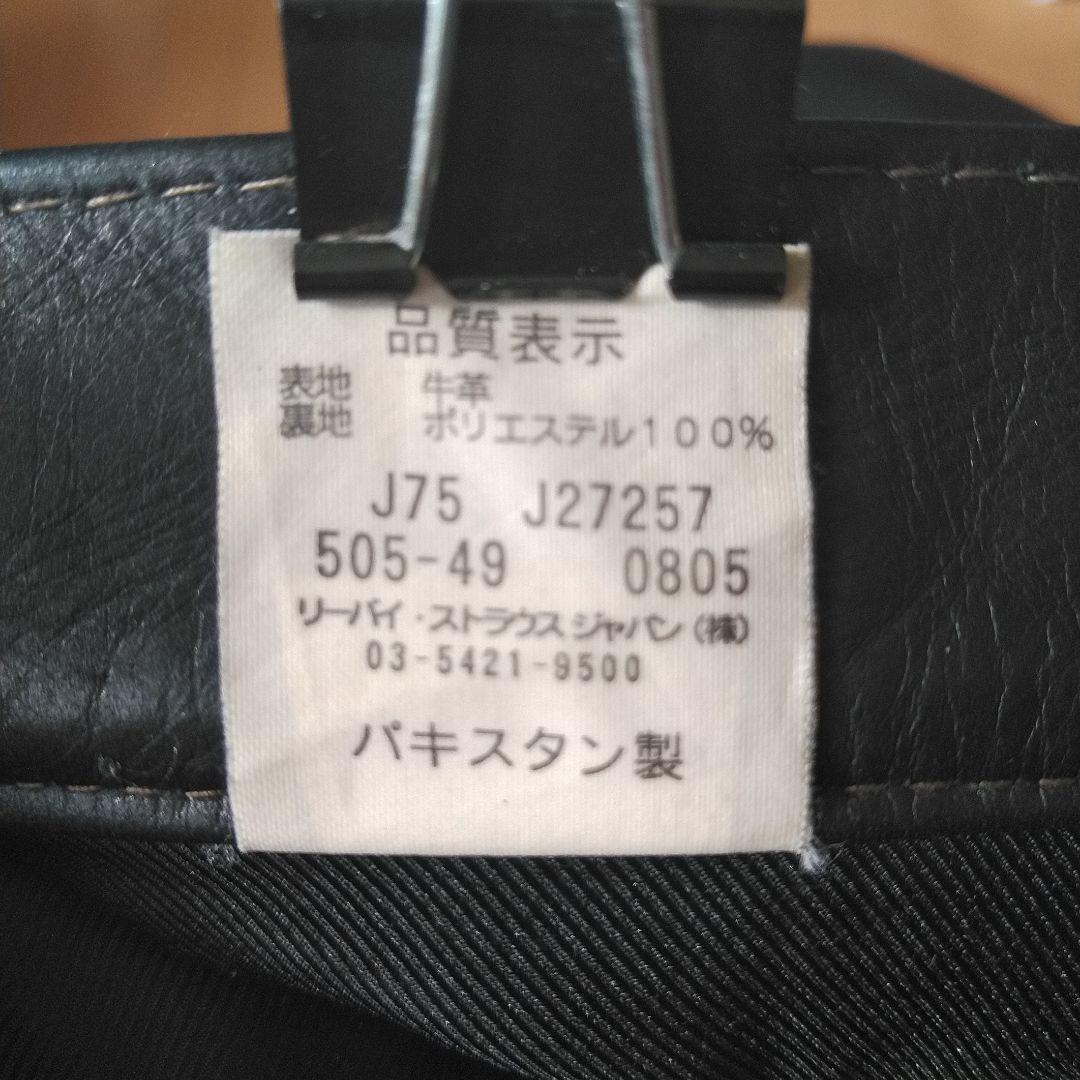 品質表示
表地 牛革
裏地 ポリエステル100%
J75 J27257
505-49 0805
リーバイ・ストラウスジャパン(株)
03-5421-9500
パキスタン製